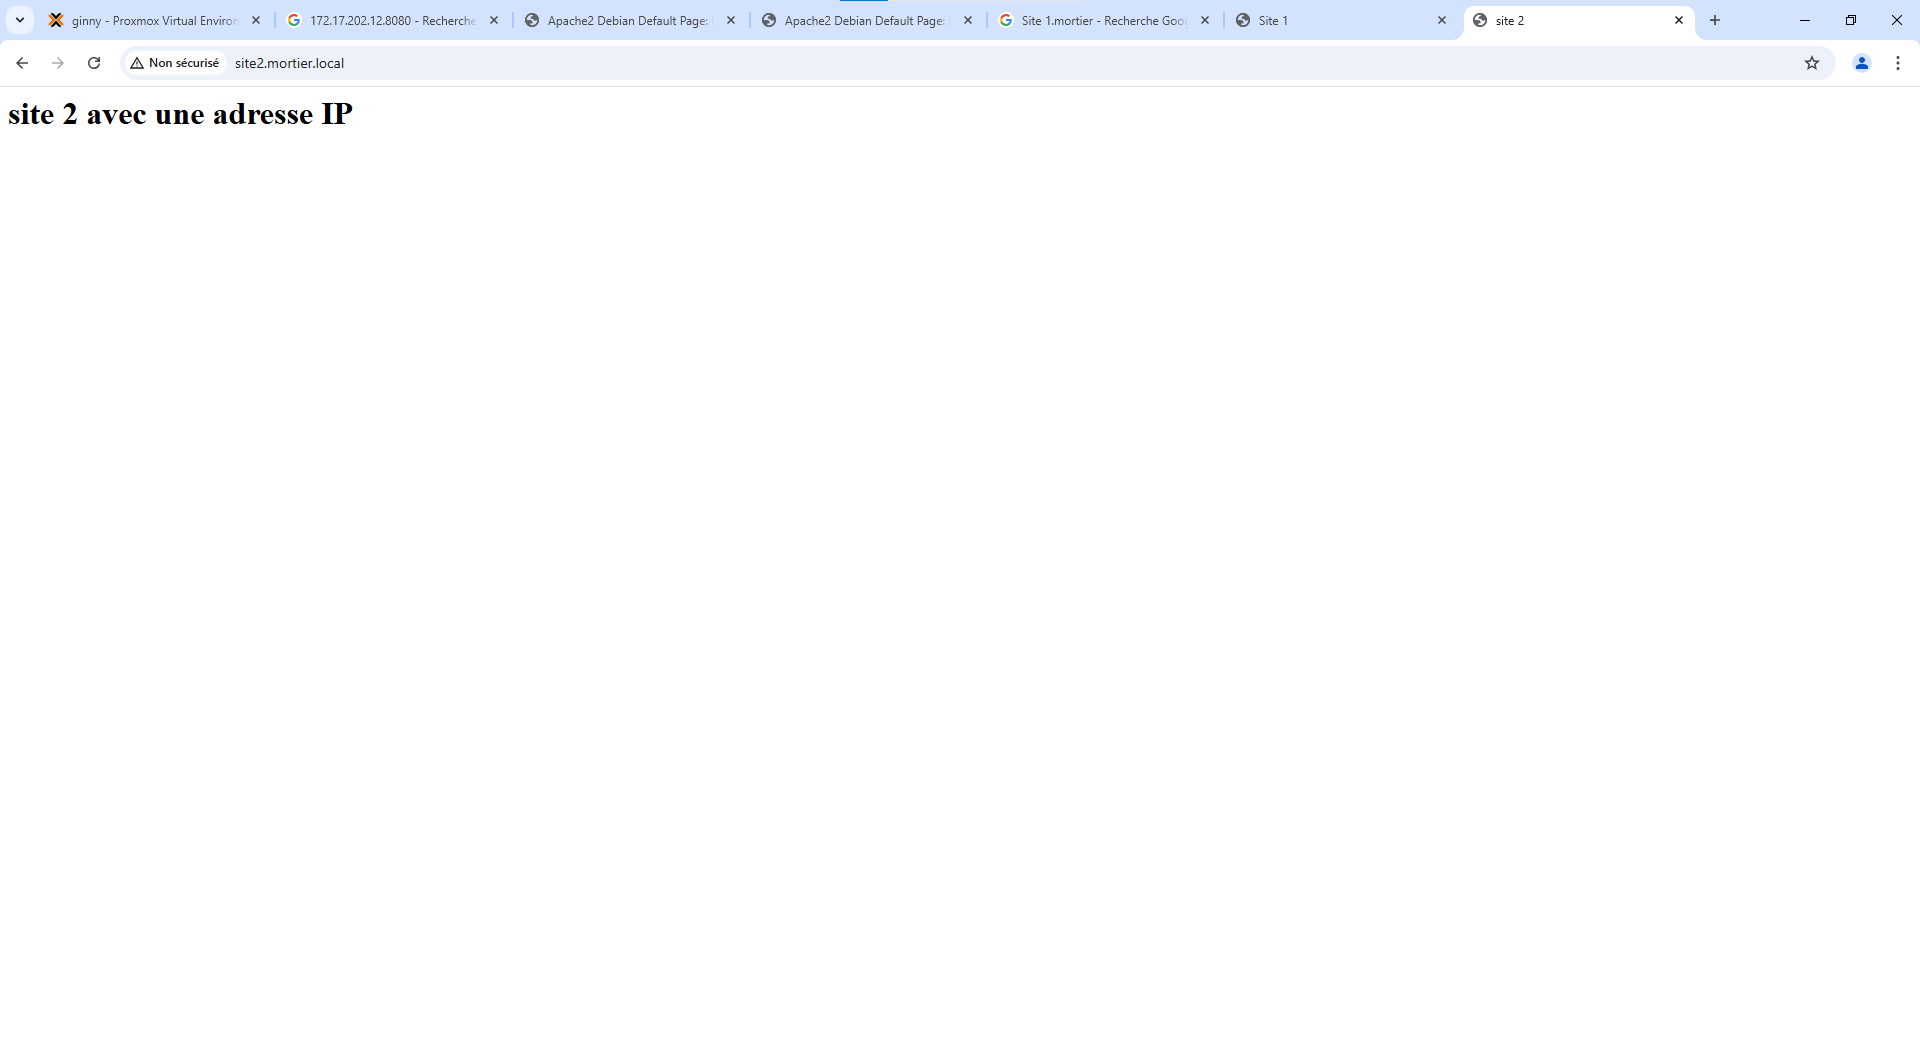 ginny - Proxmox Virtual Environ
172.17.202.12.8080 - Recherche
Apache2 Debian Default Page:
Apache2 Debian Default Page:
Site 1.mortier - Recherche Goo
Site 1
site 2
Non sécurisé
site2.mortier.local
site 2 avec une adresse IP